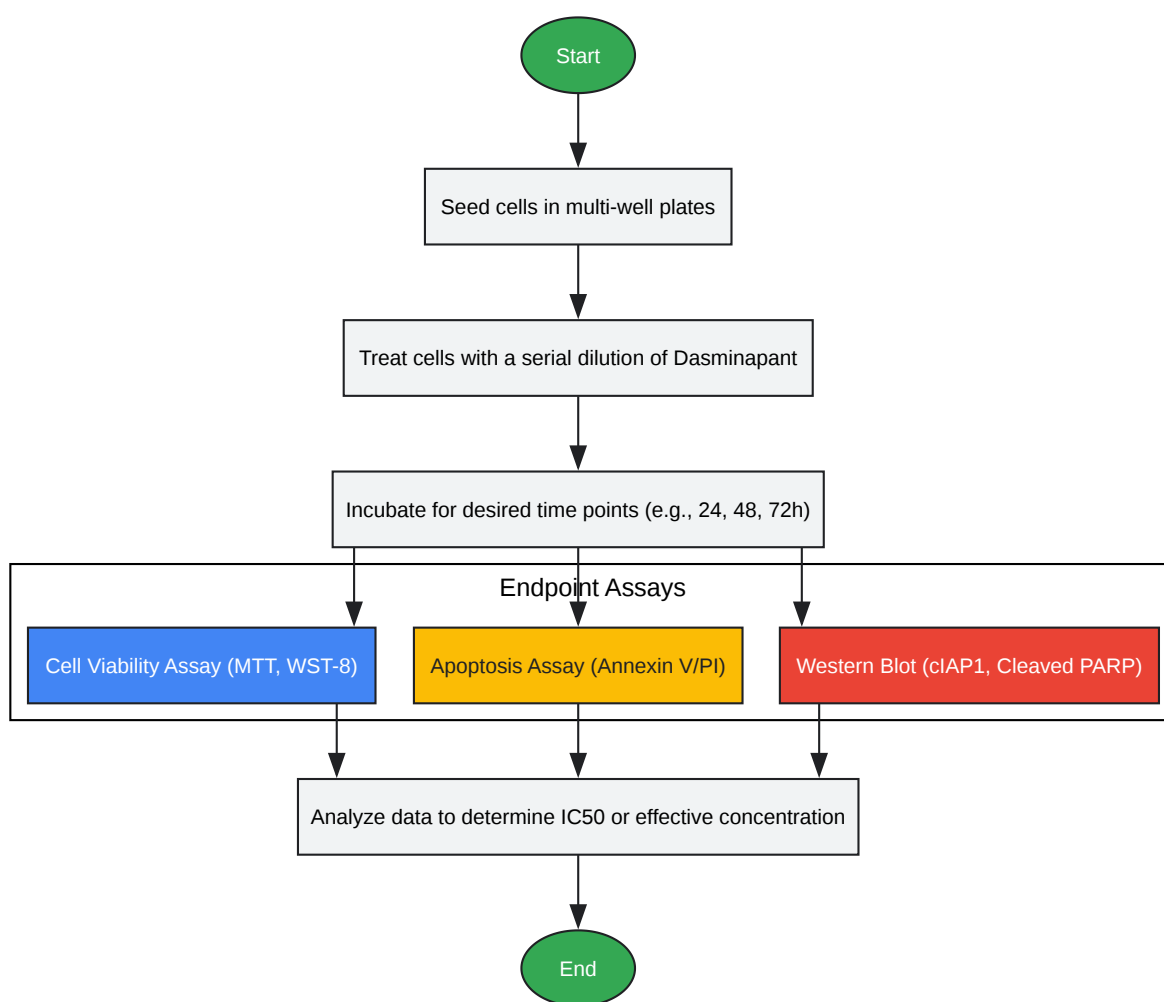 Start
Seed cells in multi-well plates
Treat cells with a serial dilution of Dasminapant
Incubate for desired time points (e.g., 24, 48, 72h)
Endpoint Assays
Cell Viability Assay (MTT, WST-8)
Apoptosis Assay (Annexin V/PI)
Western Blot (cIAP1, Cleaved PARP)
Analyze data to determine IC50 or effective concentration
End